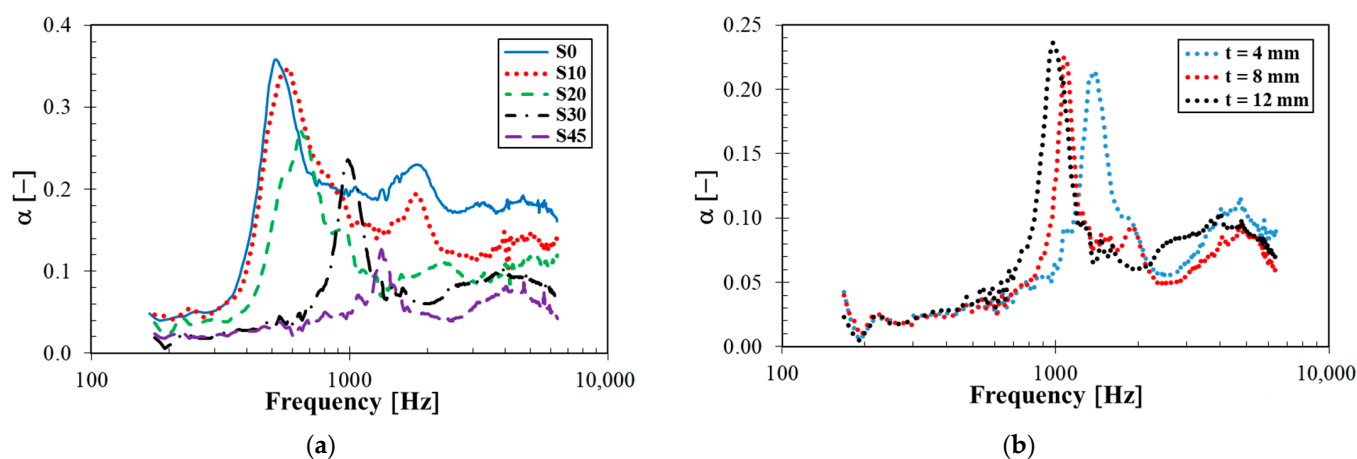 0.4
0.3
0.2
0.1
0.0
α [−]
S0
S10
S20
S30
S45
100
1000
10,000
Frequency [Hz]
(a)
0.25
0.20
0.15
0.10
0.05
0.00
α [−]
t = 4 mm
t = 8 mm
t = 12 mm
100
1000
10,000
Frequency [Hz]
(b)